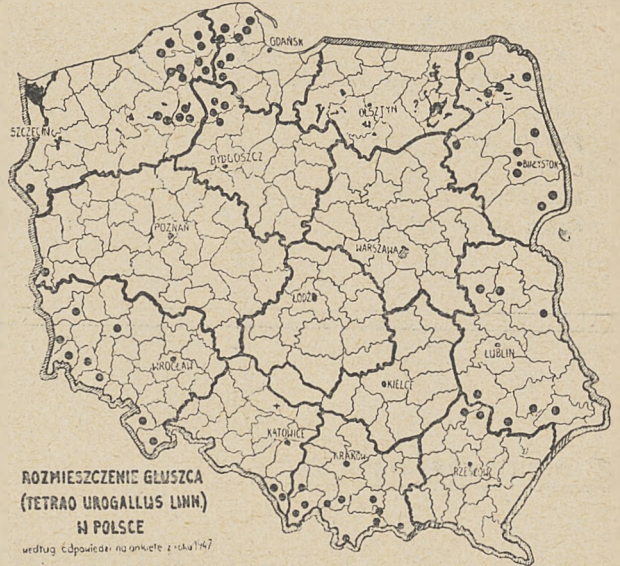 GDAŃSK
OLSZTYN
SZCZECIN
BYDGOSZCZ
BIAŁYSTOK
POZNAŃ
WARSZAWA
ŁÓDŹ
WROCŁAW
LUBLIN
KIELCE
KATOWICE
KRAKÓW
RZESZÓW
ROZMIESZCZENIE GŁUSZCA
(TETRAO UROGALLUS LINN.)
W POLSCE
według odpowiedzi na ankietę z roku 1947